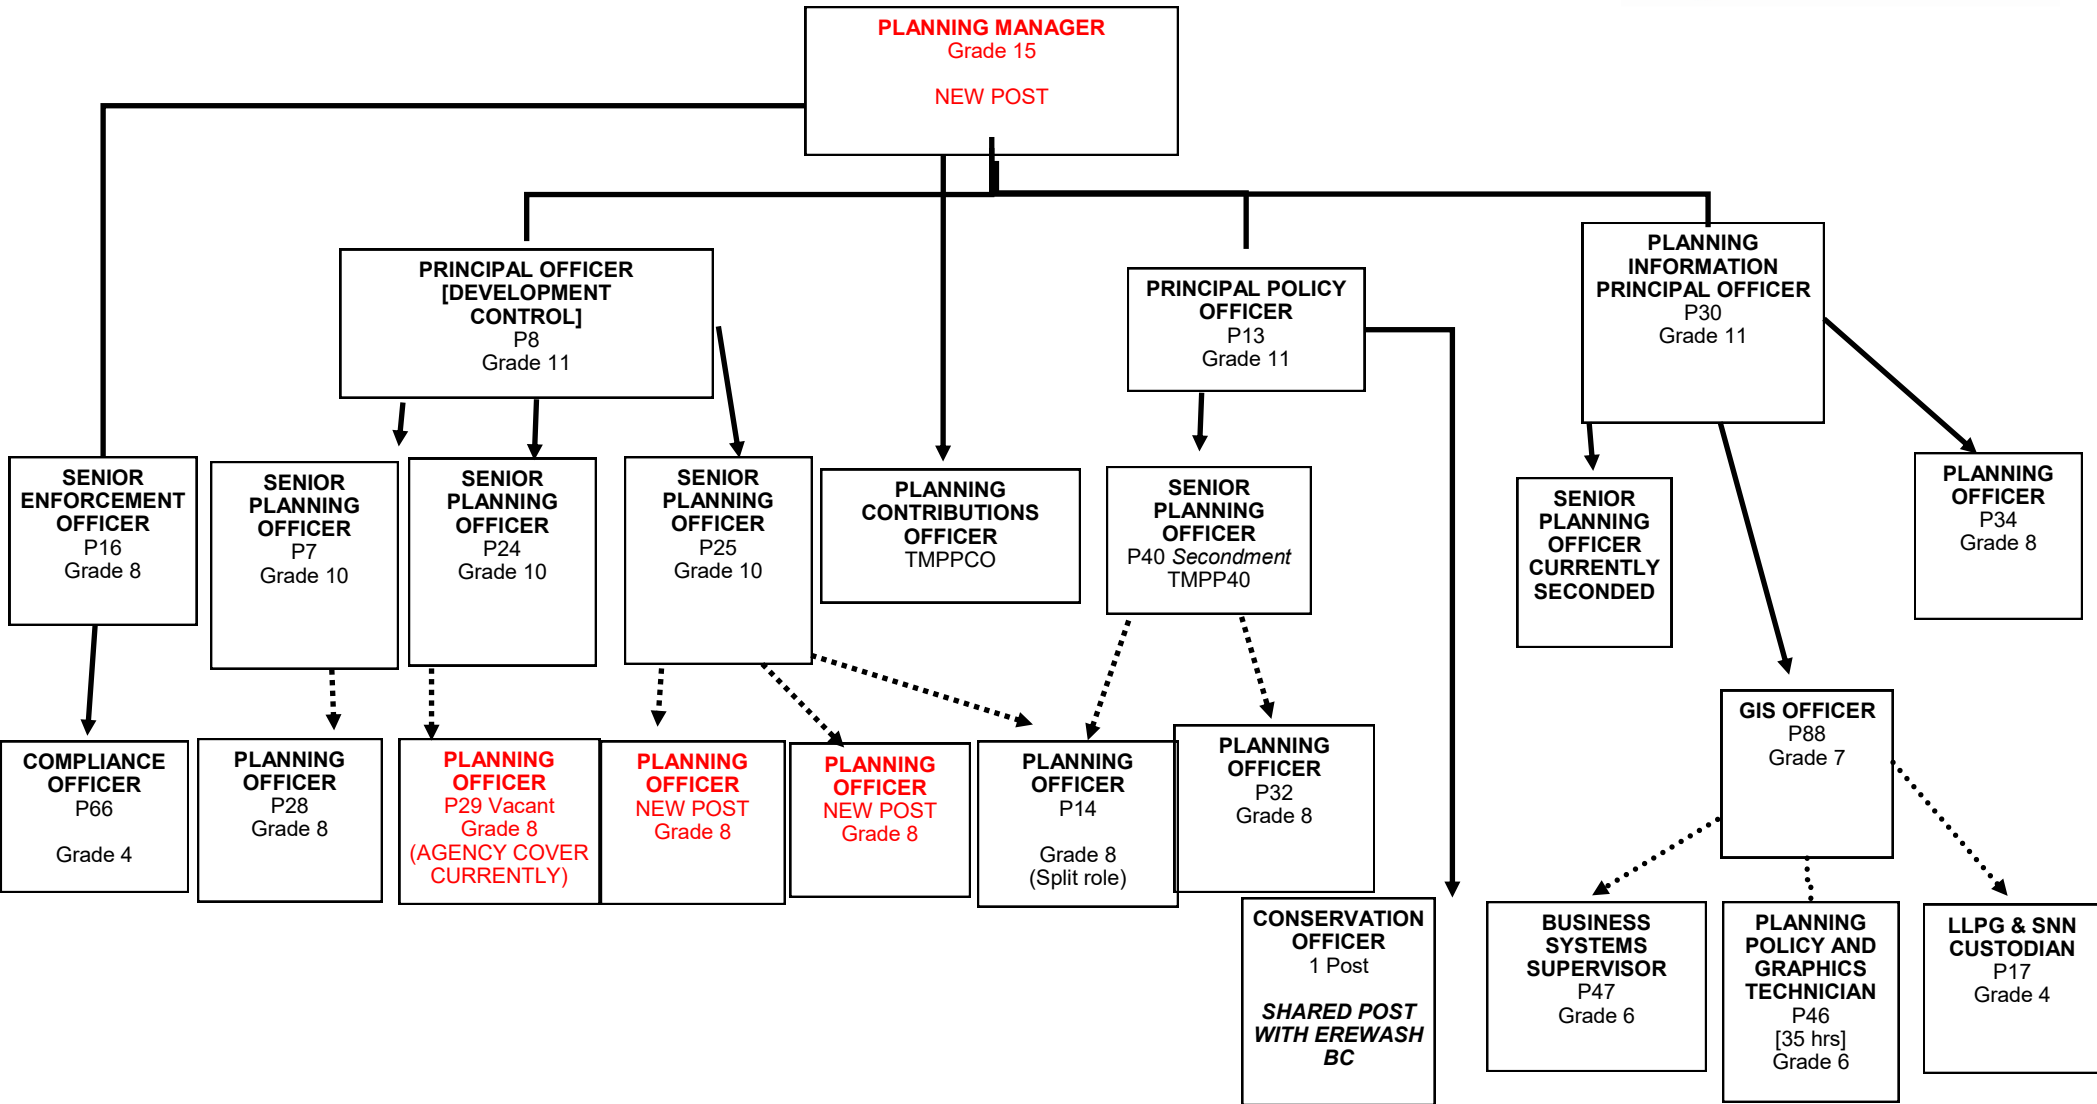 PLANNING MANAGER
Grade 15
NEW POST
PRINCIPAL OFFICER
[DEVELOPMENT
CONTROL]
P8
Grade 11
PRINCIPAL POLICY
OFFICER
P13
Grade 11
PLANNING
INFORMATION
PRINCIPAL OFFICER
P30
Grade 11
SENIOR
ENFORCEMENT
OFFICER
P16
Grade 8
SENIOR
PLANNING
OFFICER
P7
Grade 10
SENIOR
PLANNING
OFFICER
P24
Grade 10
SENIOR
PLANNING
OFFICER
P25
Grade 10
PLANNING
CONTRIBUTIONS
OFFICER
TMPPCO
SENIOR
PLANNING
OFFICER
P40 Secondment
TMPP40
SENIOR
PLANNING
OFFICER
CURRENTLY
SECONDED
PLANNING
OFFICER
P34
Grade 8
GIS OFFICER
P88
Grade 7
COMPLIANCE
OFFICER
P66
Grade 4
PLANNING
OFFICER
P28
Grade 8
PLANNING
OFFICER
P29 Vacant
Grade 8
(AGENCY COVER
CURRENTLY)
PLANNING
OFFICER
NEW POST
Grade 8
PLANNING
OFFICER
NEW POST
Grade 8
PLANNING
OFFICER
P14
Grade 8
(Split role)
PLANNING
OFFICER
P32
Grade 8
CONSERVATION
OFFICER
1 Post
SHARED POST
WITH EREWASH
BC
BUSINESS
SYSTEMS
SUPERVISOR
P47
Grade 6
PLANNING
POLICY AND
GRAPHICS
TECHNICIAN
P46
[35 hrs]
Grade 6
LLPG & SNN
CUSTODIAN
P17
Grade 4